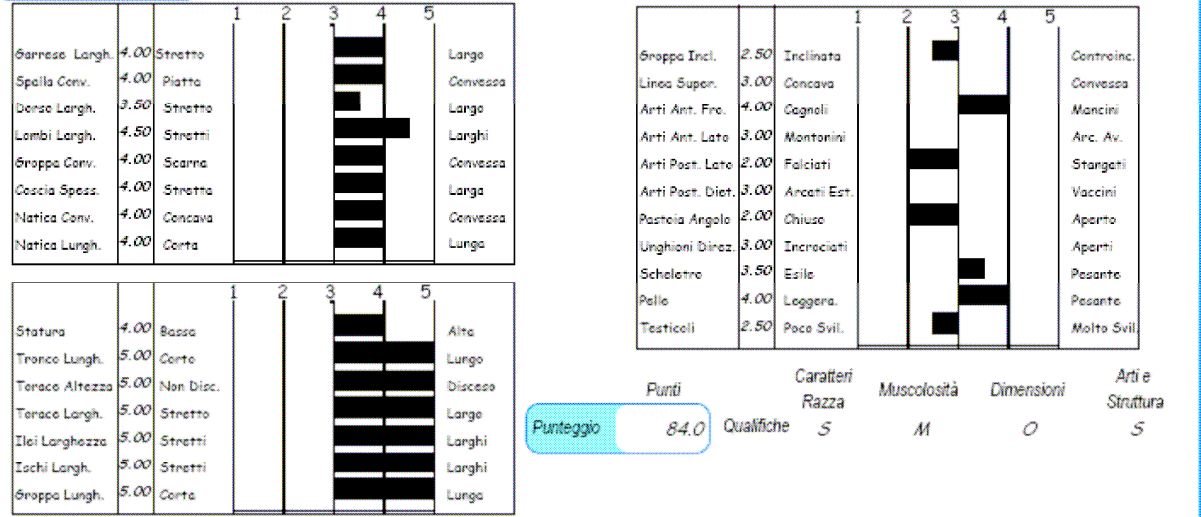 1 2 3 4 5
Garrese Largh. 4.00 Stretto Largo
Spalla Conv. 4.00 Piatta Convessa
Dorso Largh. 3.50 Stretto Largo
Lombi Largh. 4.50 Stretti Larghi
Groppa Conv. 4.00 Scarna Convessa
Coscia Spess. 4.00 Stretta Larga
Natica Conv. 4.00 Concava Convessa
Natica Lungh. 4.00 Corta Lunga
1 2 3 4 5
Statura 4.00 Bassa Alta
Tronco Lungh. 5.00 Corto Lungo
Torace Altezza 5.00 Non Disc. Disceso
Torace Largh. 5.00 Stretto Largo
Ilei Larghezza 5.00 Stretti Larghi
Ischi Largh. 5.00 Stretti Larghi
Groppa Lungh. 5.00 Corta Lunga
1 2 3 4 5
Groppa Incl. 2.50 Inclinata Controinc.
Linea Super. 3.00 Concava Convessa
Arti Ant. Fro. 4.00 Cagnoli Mancini
Arti Ant. Lato 3.00 Montonini Arc. Av.
Arti Post. Lato 2.00 Falciati Stangati
Arti Post. Diet. 3.00 Arcati Est. Vaccini
Pastoia Angolo 2.00 Chiuso Aperto
Unghioni Direz. 3.00 Incrociati Aperti
Scheletro 3.50 Esile Pesante
Pelle 4.00 Leggera. Pesante
Testicoli 2.50 Poco Svil. Molto Svil
Punti Caratteri Razza Muscolosità Dimensioni Arti e Struttura
Punteggio 84.0 Qualifiche S M O S